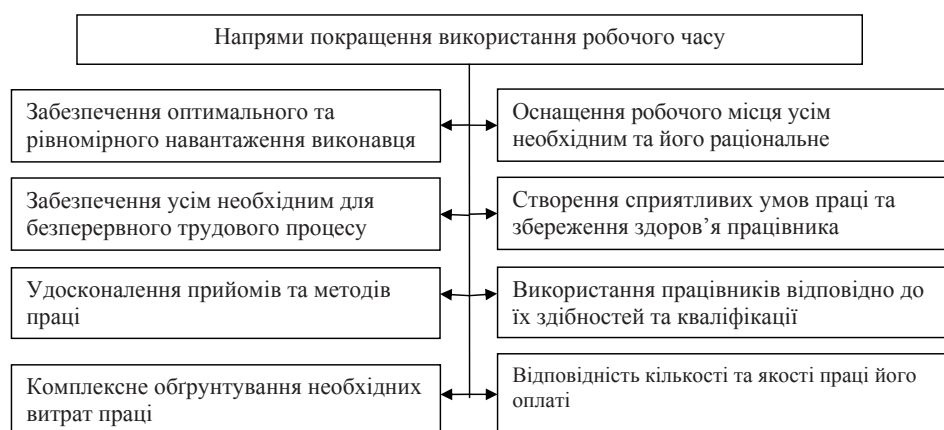 Напрями покращення використання робочого часу
Забезпечення оптимального та
рівномірного навантаження виконавця
Оснащення робочого місця усім
необхідним та його раціональне
Забезпечення усім необхідним для
безперервного трудового процесу
Створення сприятливих умов праці та
збереження здоров’я працівника
Удосконалення прийомів та методів
праці
Використання працівників відповідно до
їх здібностей та кваліфікації
Комплексне обґрунтування необхідних
витрат праці
Відповідність кількості та якості праці його
оплаті